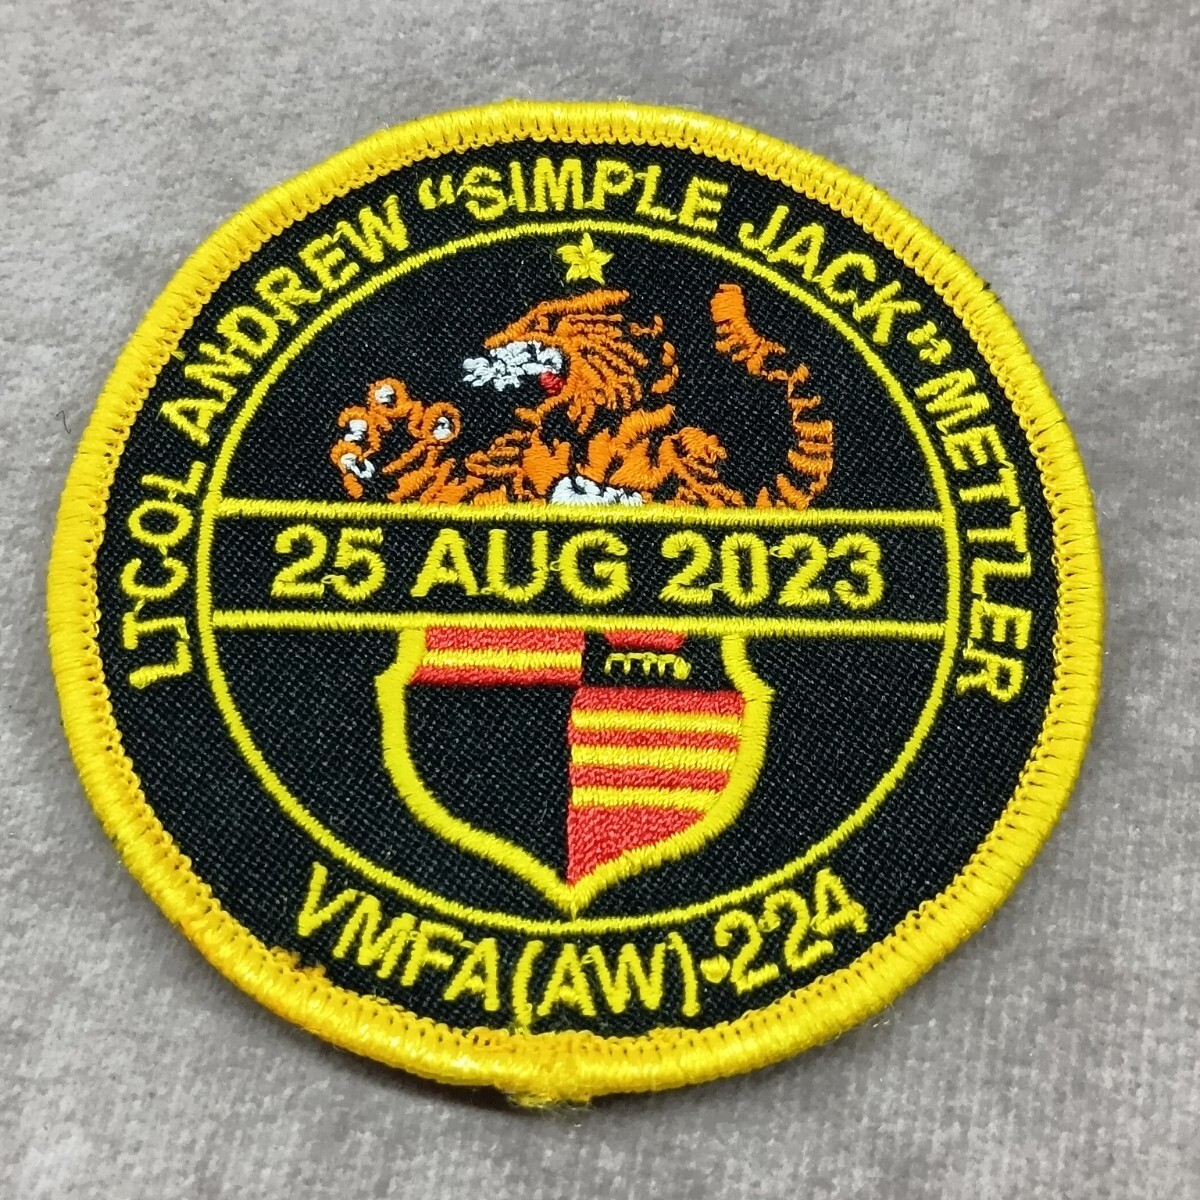 LTCOL ANDREW “SIMPLE JACK” METTLER
25 AUG 2023
VMFA(AW)-224